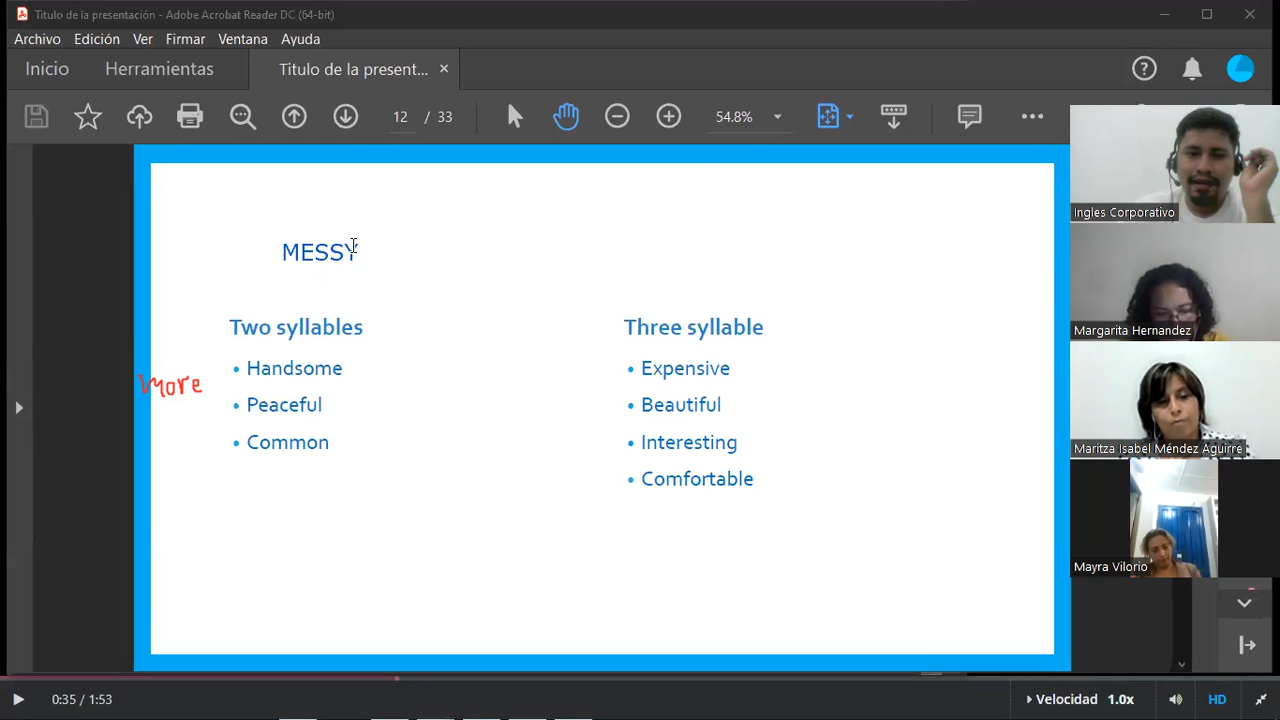 Titulo de la presentación - Adobe Acrobat Reader DC (64-bit)
Archivo Edición Ver Firmar Ventana Ayuda
Inicio Herramientas Titulo de la present... ×
12 / 33 54.8%
MESSY
Two syllables
• Handsome
• Peaceful
• Common
more
Three syllable
• Expensive
• Beautiful
• Interesting
• Comfortable
Ingles Corporativo
Margarita Hernandez
Maritza Isabel Méndez Aguirre
Mayra Vilorio
0:35 / 1:53 Velocidad 1.0x HD